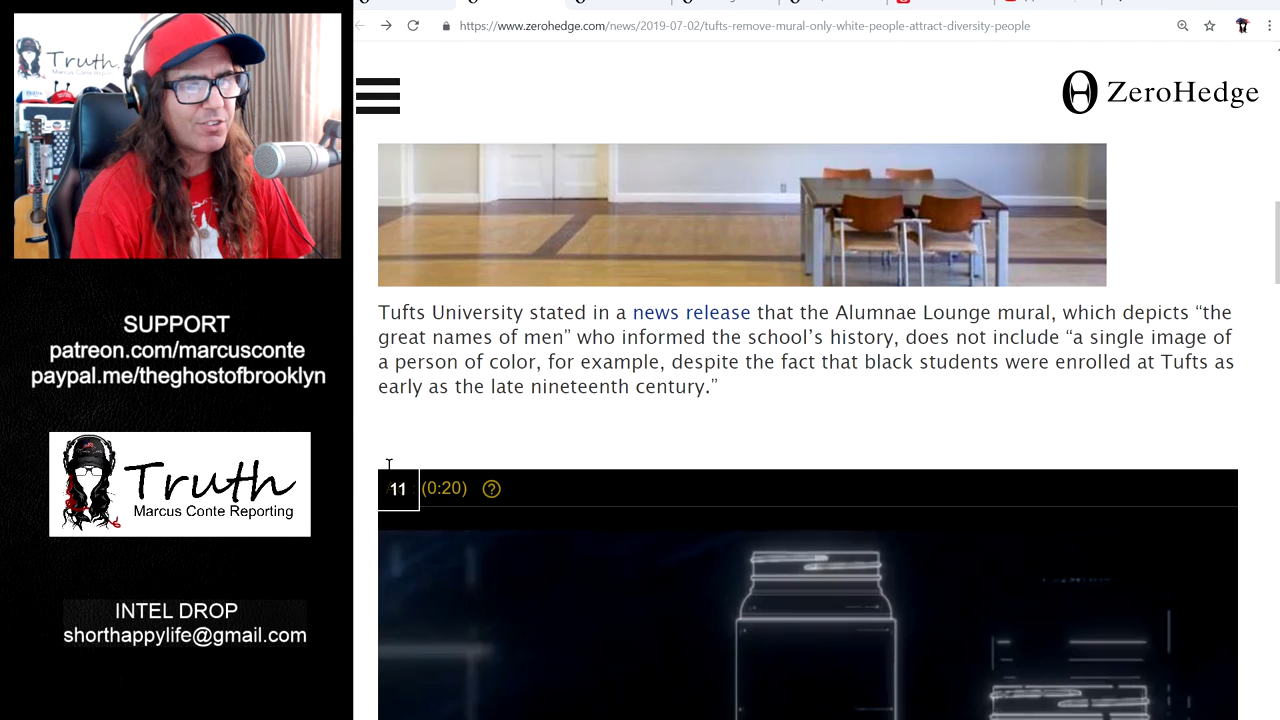 https://www.zerohedge.com/news/2019-07-02/tufts-remove-mural-only-white-people-attract-diversity-people
Truth
ZeroHedge
Tufts University stated in a news release that the Alumnae Lounge mural, which depicts “the
great names of men” who informed the school’s history, does not include “a single image of
a person of color, for example, despite the fact that black students were enrolled at Tufts as
early as the late nineteenth century.”
11 (0:20) ?
SUPPORT
patreon.com/marcusconte
paypal.me/theghostofbrooklyn
Truth
Marcus Conte Reporting
INTEL DROP
shorthappylife@gmail.com